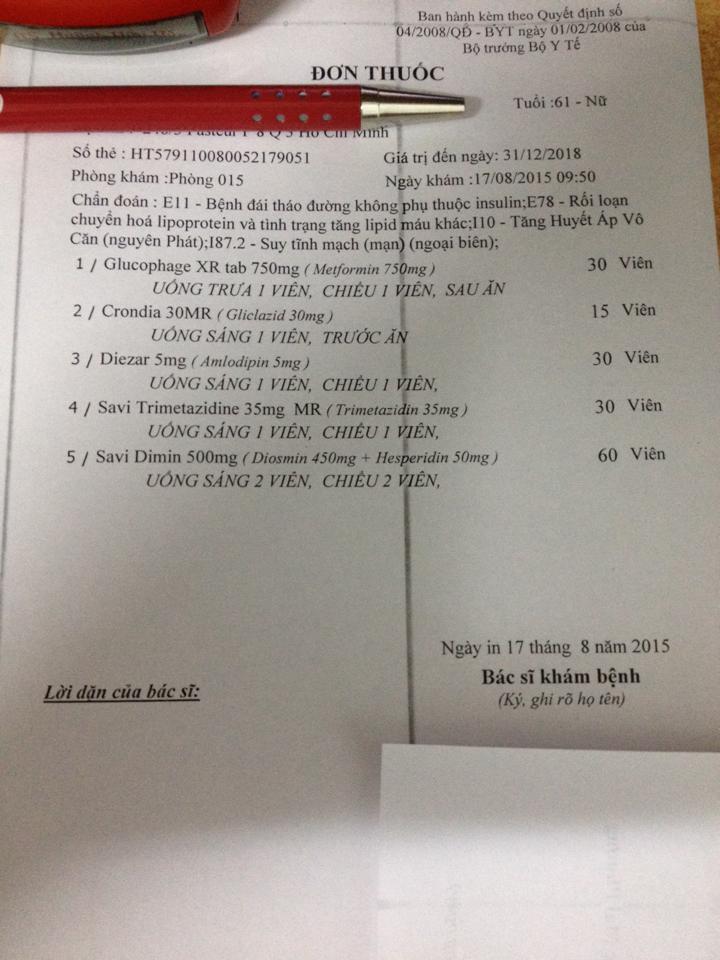 Ban hành kèm theo Quyết định số
04/2008/QĐ - BYT ngày 01/02/2008 của
Bộ trưởng Bộ Y Tế
ĐƠN THUỐC
Tuổi :61 - Nữ
Pasteur P 8 Q 3 Hồ Chí Minh
Số thẻ : HT579110080052179051
Giá trị đến ngày: 31/12/2018
Phòng khám :Phòng 015
Ngày khám :17/08/2015 09:50
Chẩn đoán : E11 - Bệnh đái tháo đường không phụ thuộc insulin;E78 - Rối loạn
chuyển hoá lipoprotein và tình trạng tăng lipid máu khác;I10 - Tăng Huyết Áp Vô
Căn (nguyên Phát);I87.2 - Suy tĩnh mạch (mạn) (ngoại biên);
1 / Glucophage XR tab 750mg ( Metformin 750mg ) 30 Viên
UỐNG TRƯA 1 VIÊN, CHIỀU 1 VIÊN, SAU ĂN
2 / Crondia 30MR ( Gliclazid 30mg ) 15 Viên
UỐNG SÁNG 1 VIÊN, TRƯỚC ĂN
3 / Diezar 5mg ( Amlodipin 5mg ) 30 Viên
UỐNG SÁNG 1 VIÊN, CHIỀU 1 VIÊN,
4 / Savi Trimetazidine 35mg MR ( Trimetazidin 35mg ) 30 Viên
UỐNG SÁNG 1 VIÊN, CHIỀU 1 VIÊN,
5 / Savi Dimin 500mg ( Diosmin 450mg + Hesperidin 50mg ) 60 Viên
UỐNG SÁNG 2 VIÊN, CHIỀU 2 VIÊN,
Ngày in 17 tháng 8 năm 2015
Bác sĩ khám bệnh
(Ký, ghi rõ họ tên)
Lời dặn của bác sĩ: